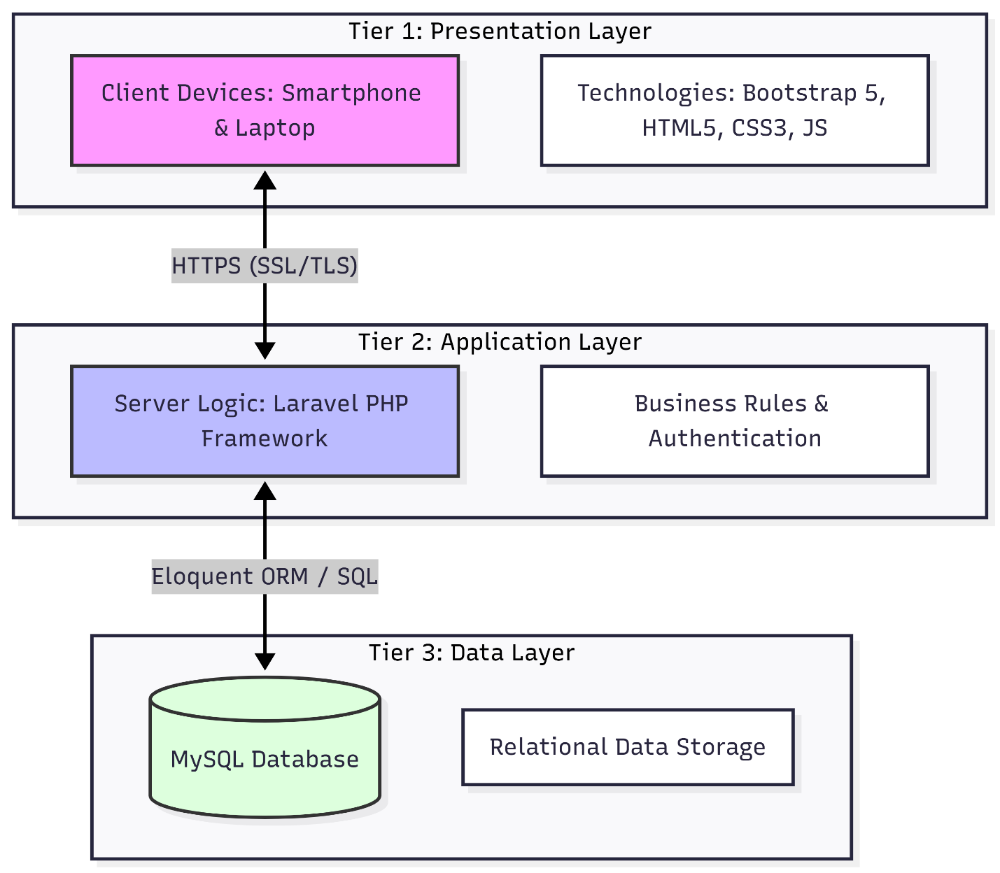 Tier 1: Presentation Layer
Client Devices: Smartphone
& Laptop
Technologies: Bootstrap 5,
HTML5, CSS3, JS
HTTPS (SSL/TLS)
Tier 2: Application Layer
Server Logic: Laravel PHP
Framework
Business Rules &
Authentication
Eloquent ORM / SQL
Tier 3: Data Layer
MySQL Database
Relational Data Storage